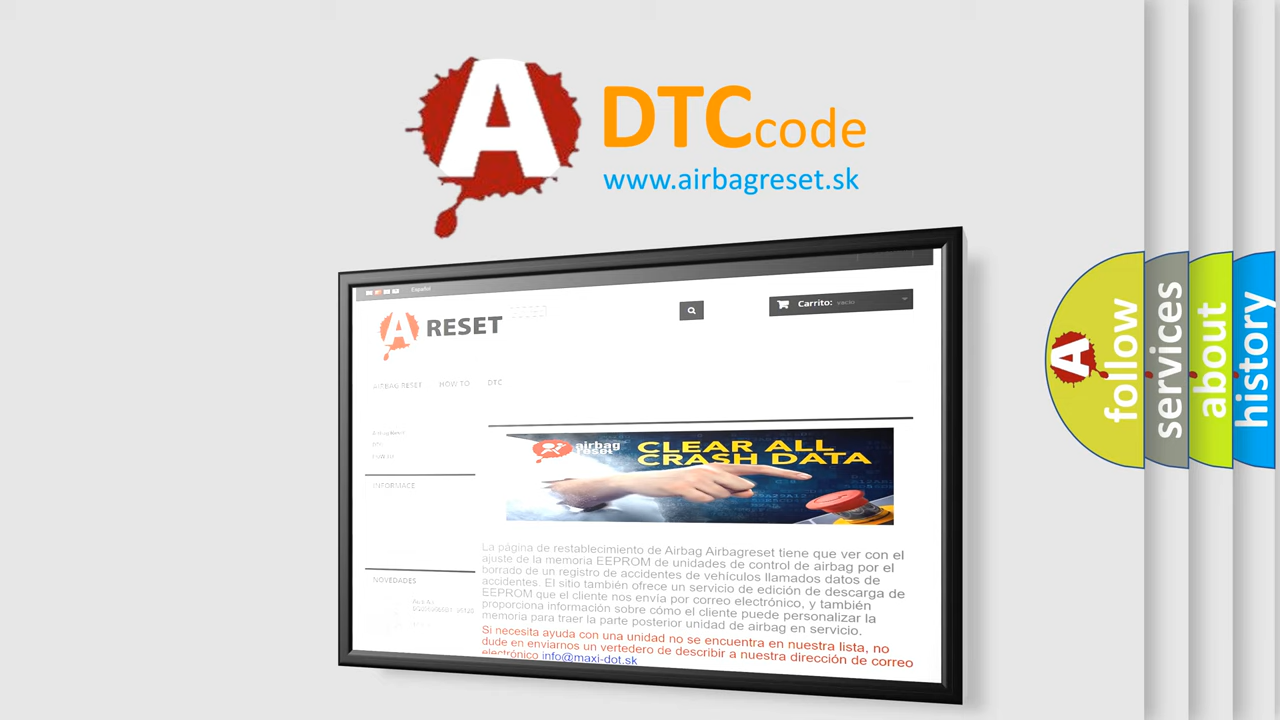 A
DTC code
www.airbagreset.sk
Español
A RESET
Carrito: vacío
AIRBAG RESET HOW TO DTC
INFORMACE
NOVEDADES
airbag
reset
CLEAR ALL
CRASH DATA
La página de restablecimiento de Airbag Airbagreset tiene que ver con el
ajuste de la memoria EEPROM de unidades de control de airbag por el
borrado de un registro de accidentes de vehículos llamados datos de
accidentes. El sitio también ofrece un servicio de edición de descarga de
EEPROM que el cliente nos envía por correo electrónico, y también
proporciona información sobre cómo el cliente puede personalizar la
memoria para traer la parte posterior unidad de airbag en servicio.
Si necesita ayuda con una unidad no se encuentra en nuestra lista, no
dude en enviarnos un vertedero de describir a nuestra dirección de correo
electrónico info@maxi-dot.sk
A
follow
services
about
history